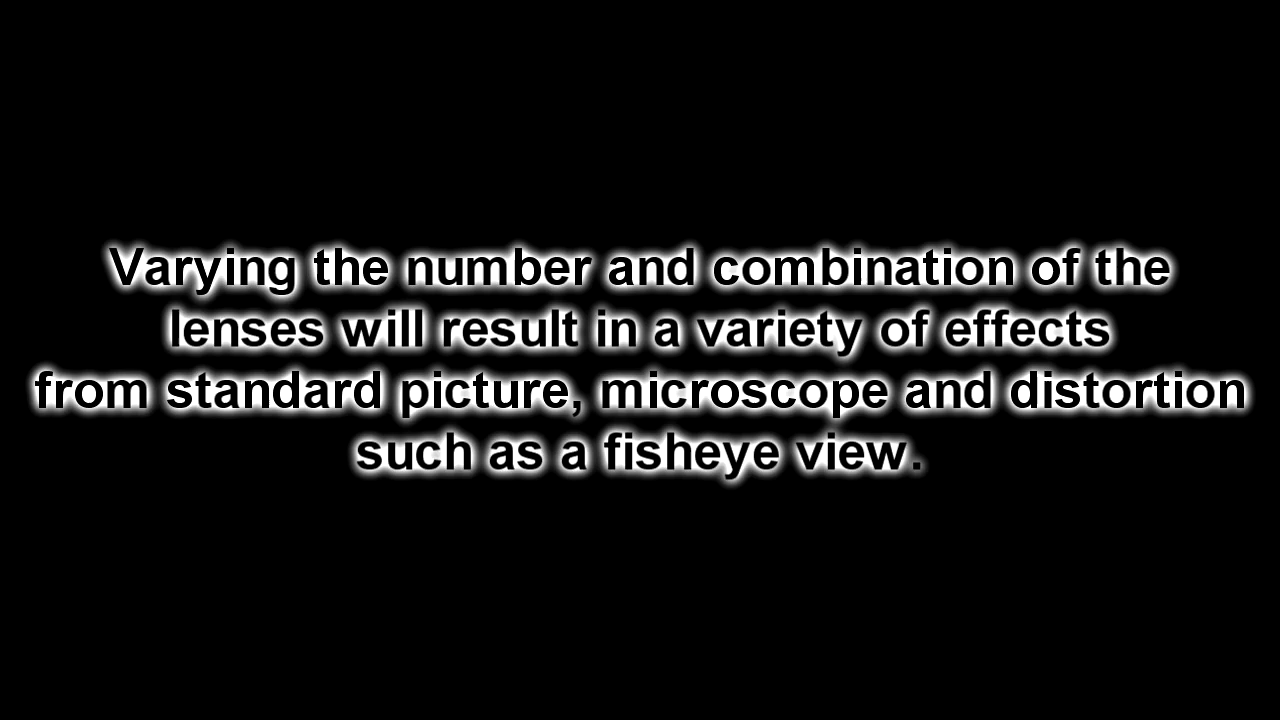 Varying the number and combination of the
lenses will result in a variety of effects
from standard picture, microscope and distortion
such as a fisheye view.